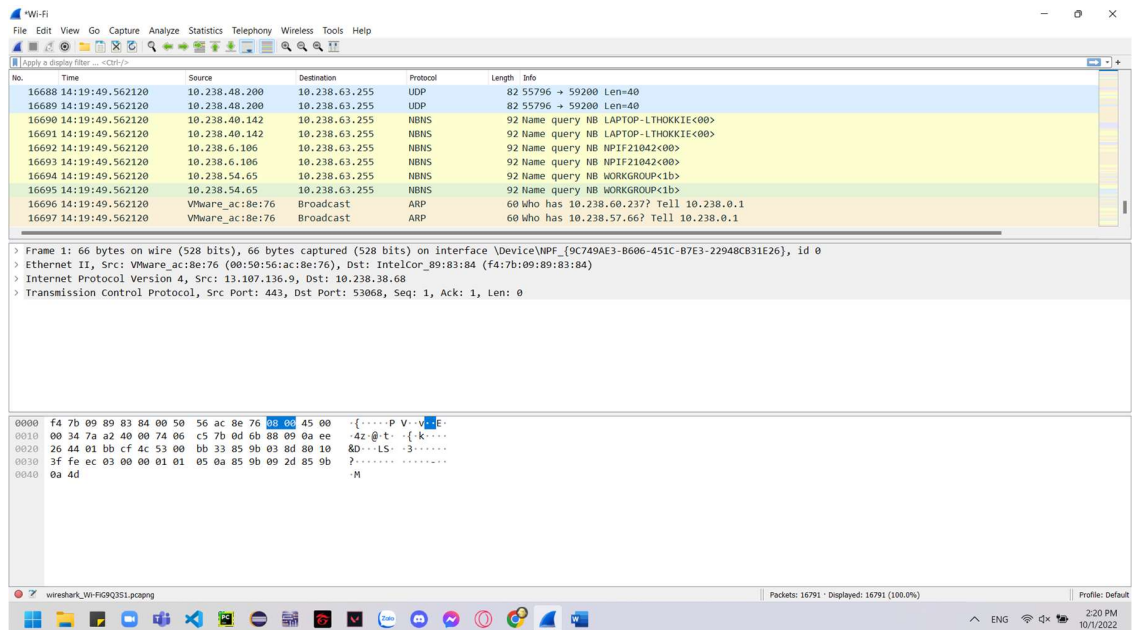 *Wi-Fi
File Edit View Go Capture Analyze Statistics Telephony Wireless Tools Help
Apply a display filter ... <Ctrl-/>
No. Time Source Destination Protocol Length Info
16688 14:19:49.562120 10.238.48.200 10.238.63.255 UDP 82 55796 → 59200 Len=40
16689 14:19:49.562120 10.238.48.200 10.238.63.255 UDP 82 55796 → 59200 Len=40
16690 14:19:49.562120 10.238.40.142 10.238.63.255 NBNS 92 Name query NB LAPTOP-LTHOKKIE<00>
16691 14:19:49.562120 10.238.40.142 10.238.63.255 NBNS 92 Name query NB LAPTOP-LTHOKKIE<00>
16692 14:19:49.562120 10.238.6.106 10.238.63.255 NBNS 92 Name query NB NPIF21042<00>
16693 14:19:49.562120 10.238.6.106 10.238.63.255 NBNS 92 Name query NB NPIF21042<00>
16694 14:19:49.562120 10.238.54.65 10.238.63.255 NBNS 92 Name query NB WORKGROUP<1b>
16695 14:19:49.562120 10.238.54.65 10.238.63.255 NBNS 92 Name query NB WORKGROUP<1b>
16696 14:19:49.562120 VMware_ac:8e:76 Broadcast ARP 60 Who has 10.238.60.237? Tell 10.238.0.1
16697 14:19:49.562120 VMware_ac:8e:76 Broadcast ARP 60 Who has 10.238.57.66? Tell 10.238.0.1
> Frame 1: 66 bytes on wire (528 bits), 66 bytes captured (528 bits) on interface \Device\NPF_{9C749AE3-B606-451C-B7E3-22948CB31E26}, id 0
> Ethernet II, Src: VMware_ac:8e:76 (00:50:56:ac:8e:76), Dst: IntelCor_89:83:84 (f4:7b:09:89:83:84)
> Internet Protocol Version 4, Src: 13.107.136.9, Dst: 10.238.38.68
> Transmission Control Protocol, Src Port: 443, Dst Port: 53068, Seq: 1, Ack: 1, Len: 0
0000 f4 7b 09 89 83 84 00 50 56 ac 8e 76 08 00 45 00 ·{·····P V··v··E·
0010 00 34 7a a2 40 00 74 06 c5 7b 0d 6b 88 09 0a ee ·4z·@·t· ·{·k····
0020 26 44 01 bb cf 4c 53 00 bb 33 85 9b 03 8d 80 10 &D···LS· ·3······
0030 3f fe ec 03 00 00 01 01 05 0a 85 9b 09 2d 85 9b ?······· ·····-··
0040 0a 4d ·M
wireshark_Wi-FiG9Q3S1.pcapng Packets: 16791 · Displayed: 16791 (100.0%) Profile: Default
PC Zalo W ENG 2:20 PM
10/1/2022